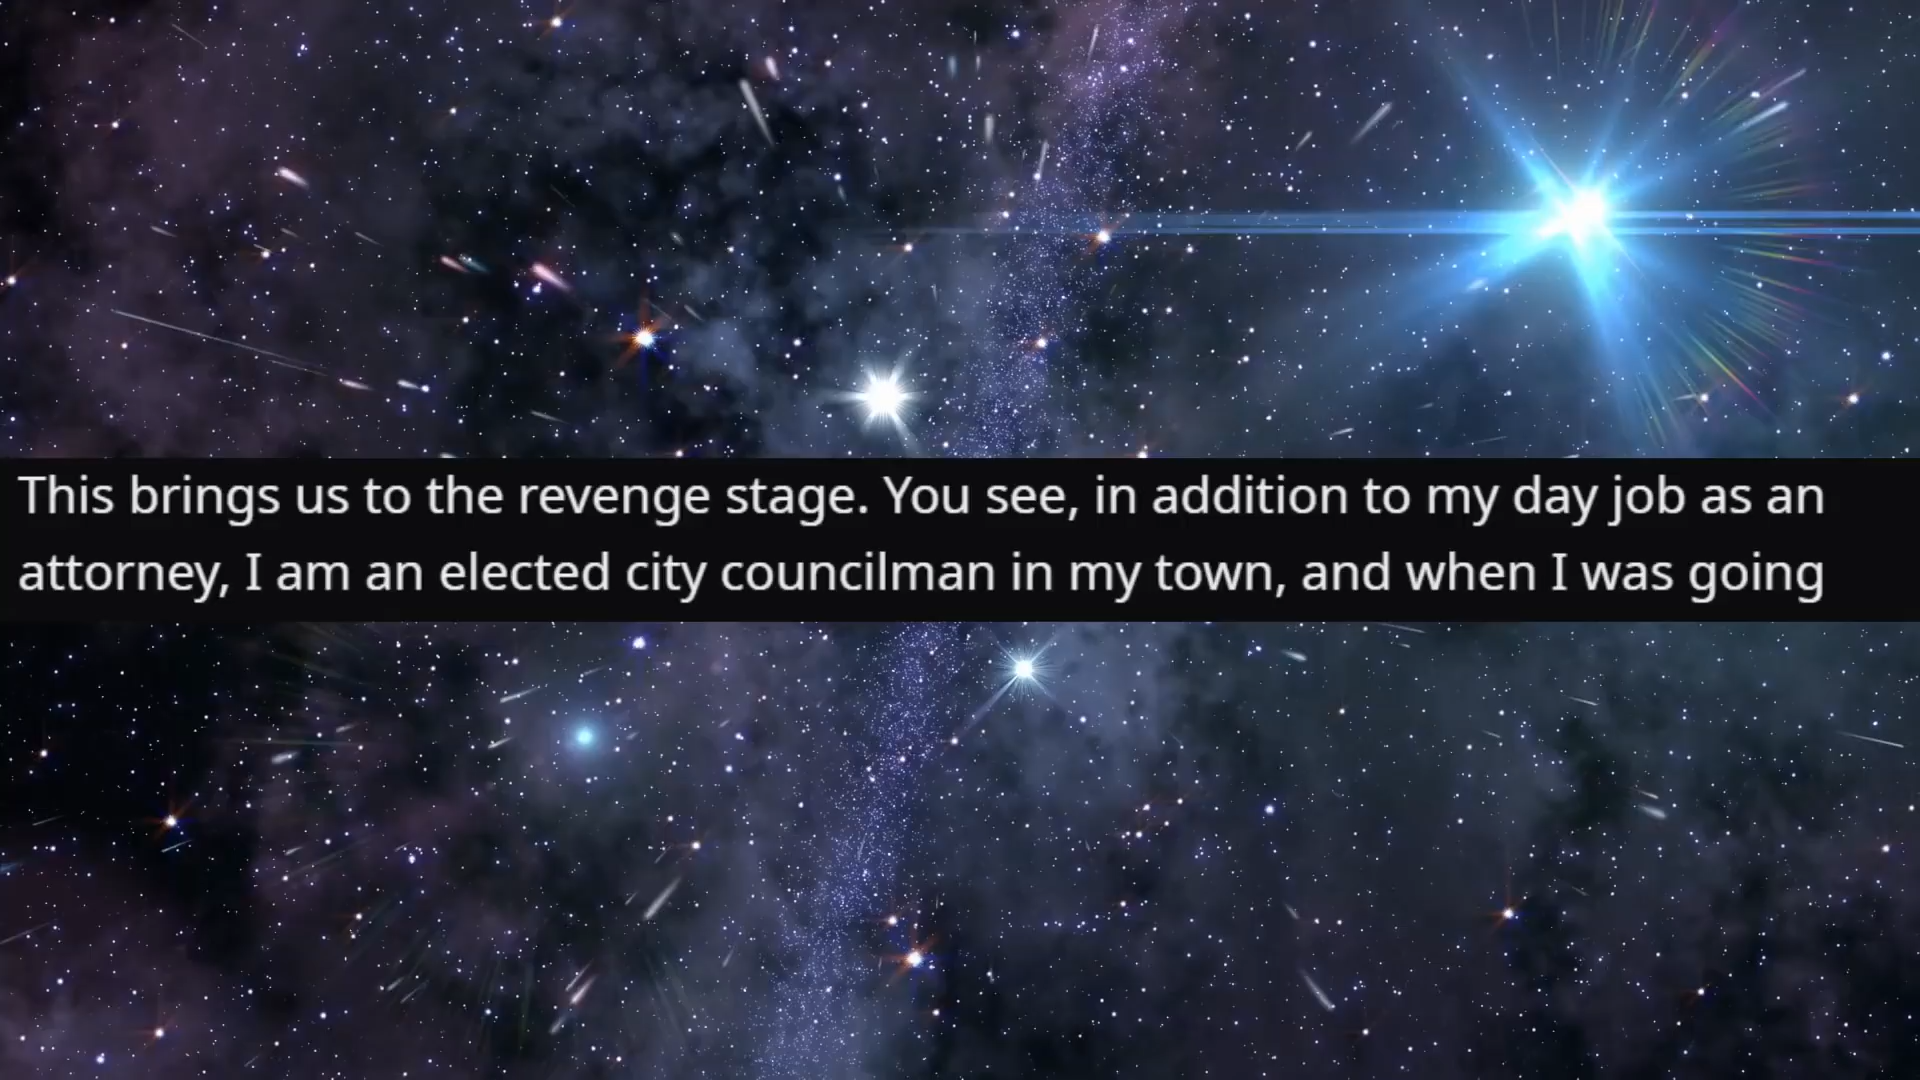 This brings us to the revenge stage. You see, in addition to my day job as an
attorney, I am an elected city councilman in my town, and when I was going